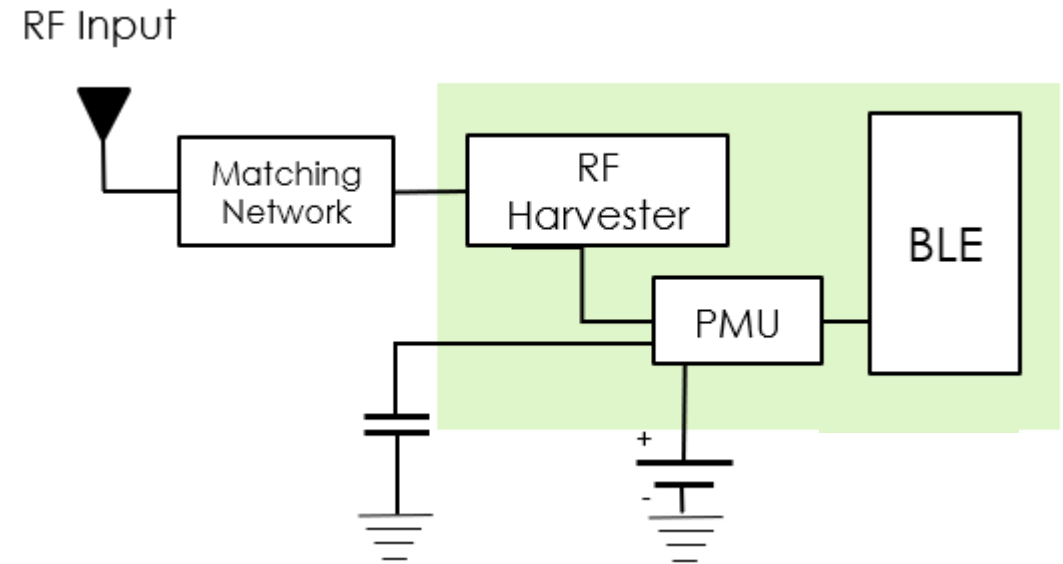 RF Input
Matching
Network
RF
Harvester
BLE
PMU
+
-